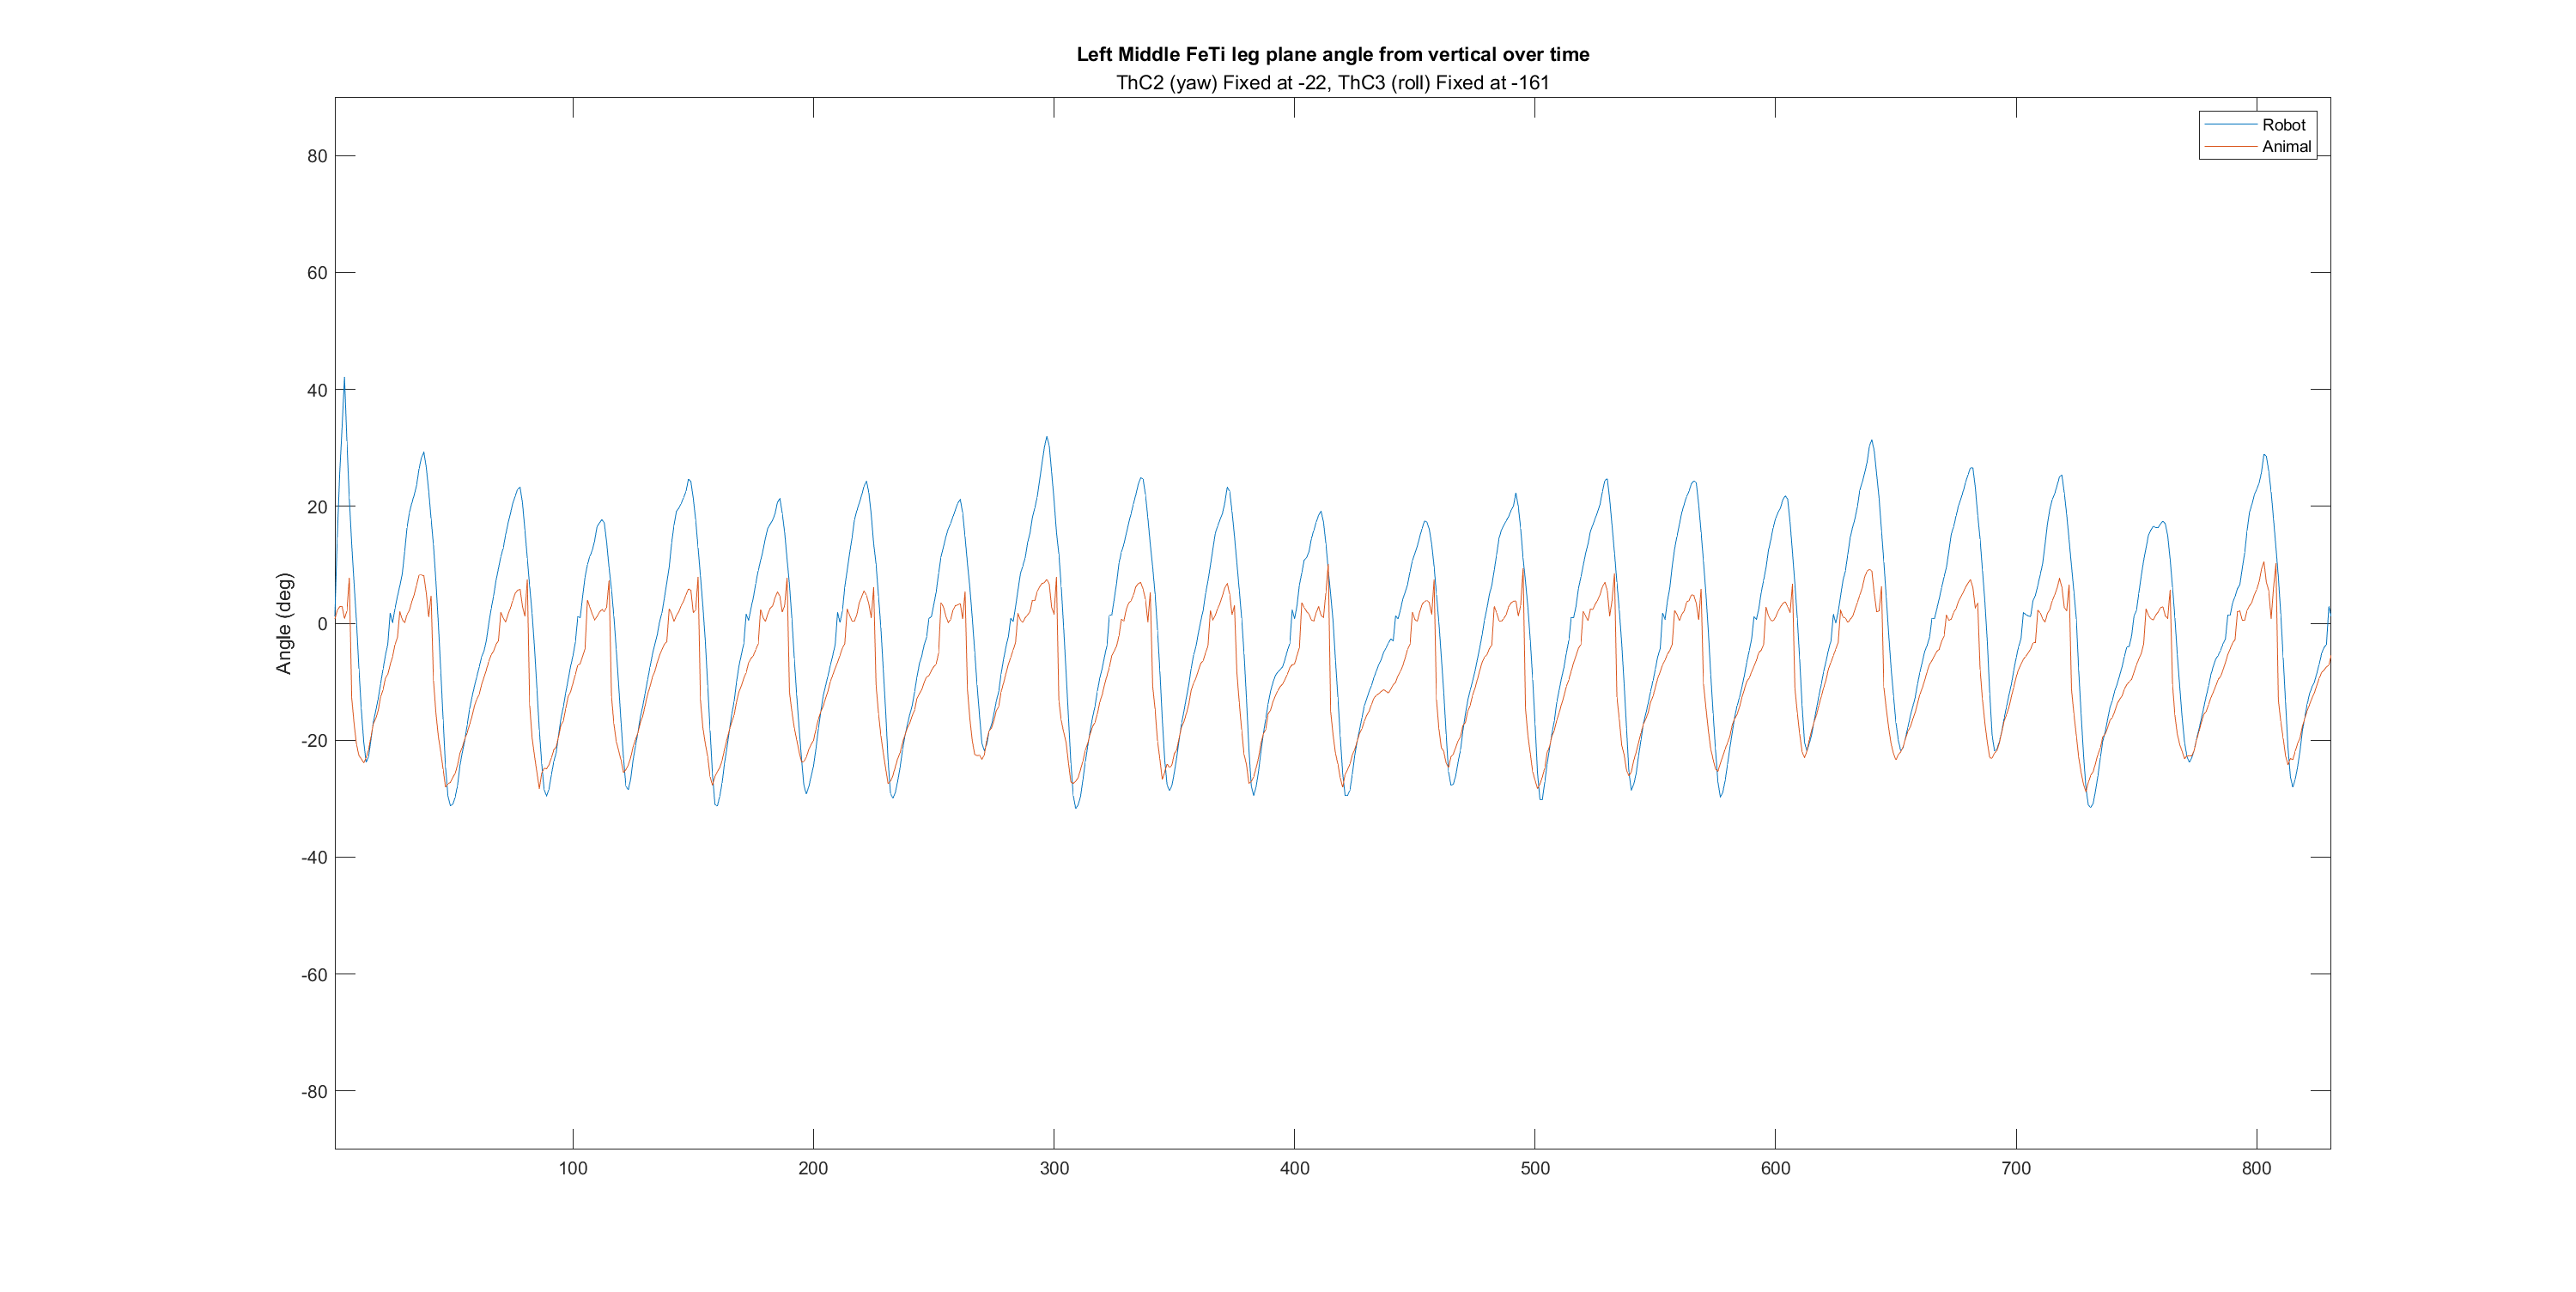 Left Middle FeTi leg plane angle from vertical over time
ThC2 (yaw) Fixed at -22, ThC3 (roll) Fixed at -161
Robot
Animal
80
60
40
20
0
-20
-40
-60
-80
Angle (deg)
100 200 300 400 500 600 700 800